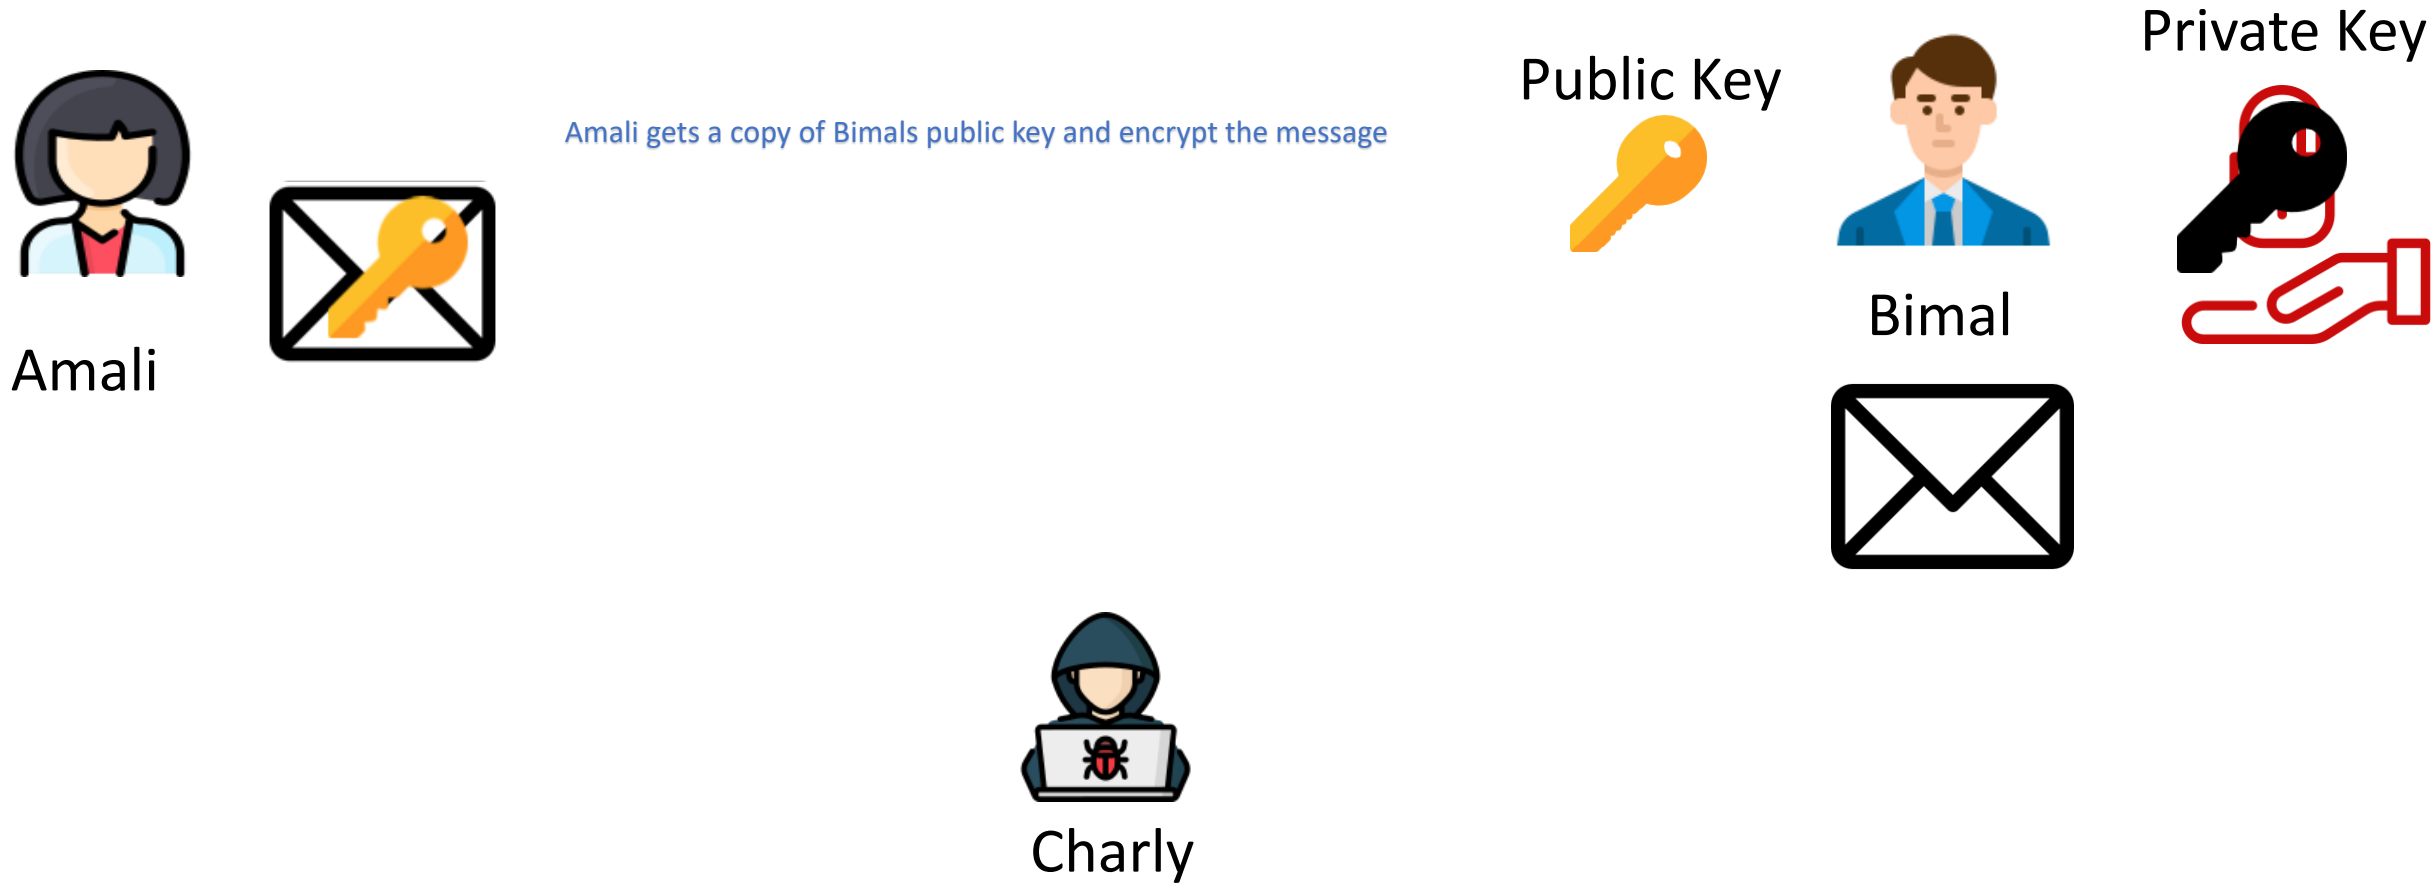 Private Key
Public Key
Amali gets a copy of Bimals public key and encrypt the message
Bimal
Amali
Charly